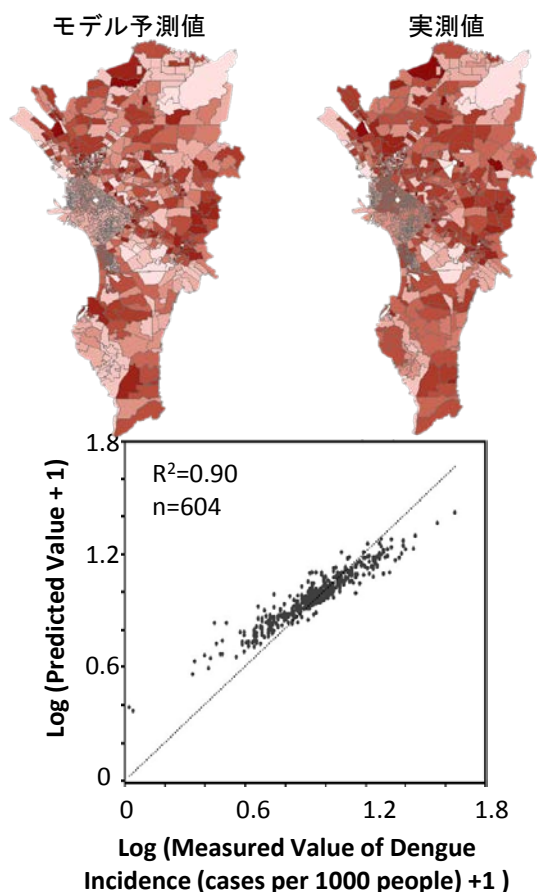 モデル予測値
実測値
1.8
R²=0.90
n=604
1.2
0.6
0
Log (Predicted Value + 1)
0
0.6
1.2
1.8
Log (Measured Value of Dengue
Incidence (cases per 1000 people) +1 )